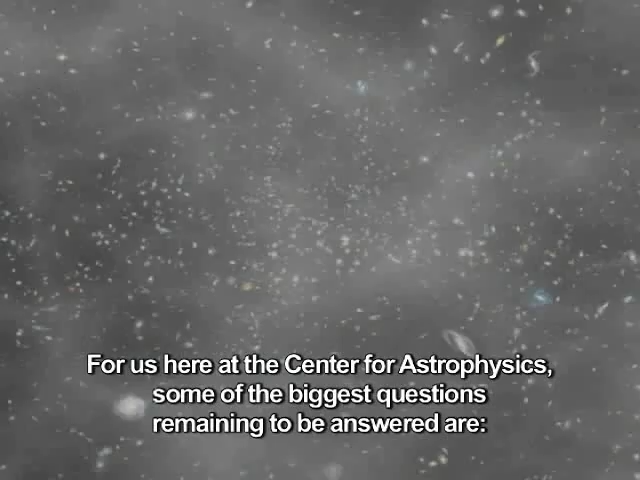 For us here at the Center for Astrophysics,
some of the biggest questions
remaining to be answered are: